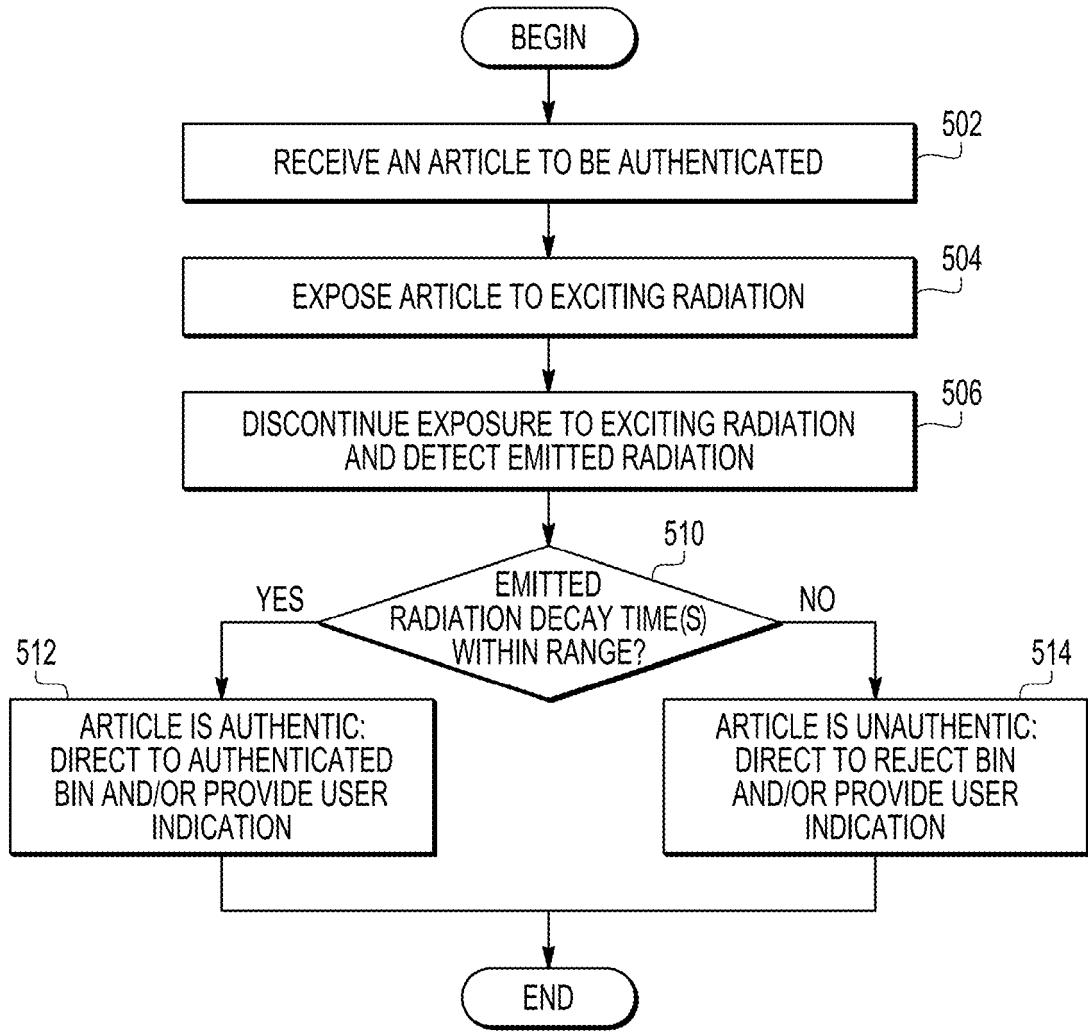 BEGIN
502
RECEIVE AN ARTICLE TO BE AUTHENTICATED
504
EXPOSE ARTICLE TO EXCITING RADIATION
506
DISCONTINUE EXPOSURE TO EXCITING RADIATION
AND DETECT EMITTED RADIATION
510
EMITTED
RADIATION DECAY TIME(S)
WITHIN RANGE?
YES
NO
512
ARTICLE IS AUTHENTIC:
DIRECT TO AUTHENTICATED
BIN AND/OR PROVIDE USER
INDICATION
514
ARTICLE IS UNAUTHENTIC:
DIRECT TO REJECT BIN
AND/OR PROVIDE USER
INDICATION
END